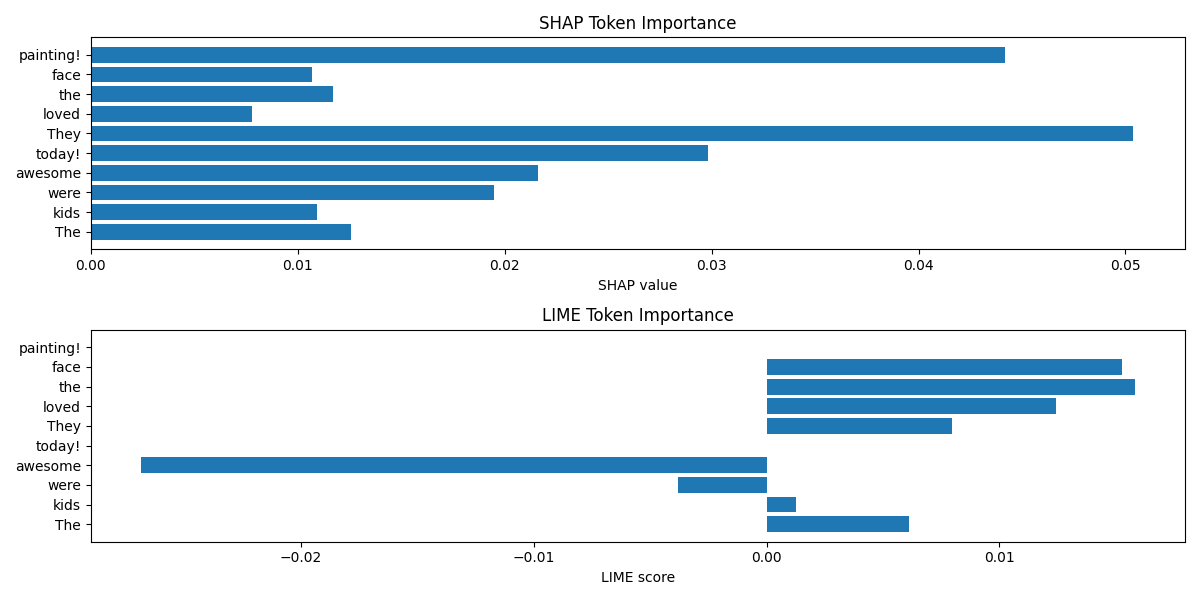 SHAP Token Importance
painting!
face
the
loved
They
today!
awesome
were
kids
The
0.00 0.01 0.02 0.03 0.04 0.05
SHAP value
LIME Token Importance
painting!
face
the
loved
They
today!
awesome
were
kids
The
−0.02 −0.01 0.00 0.01
LIME score